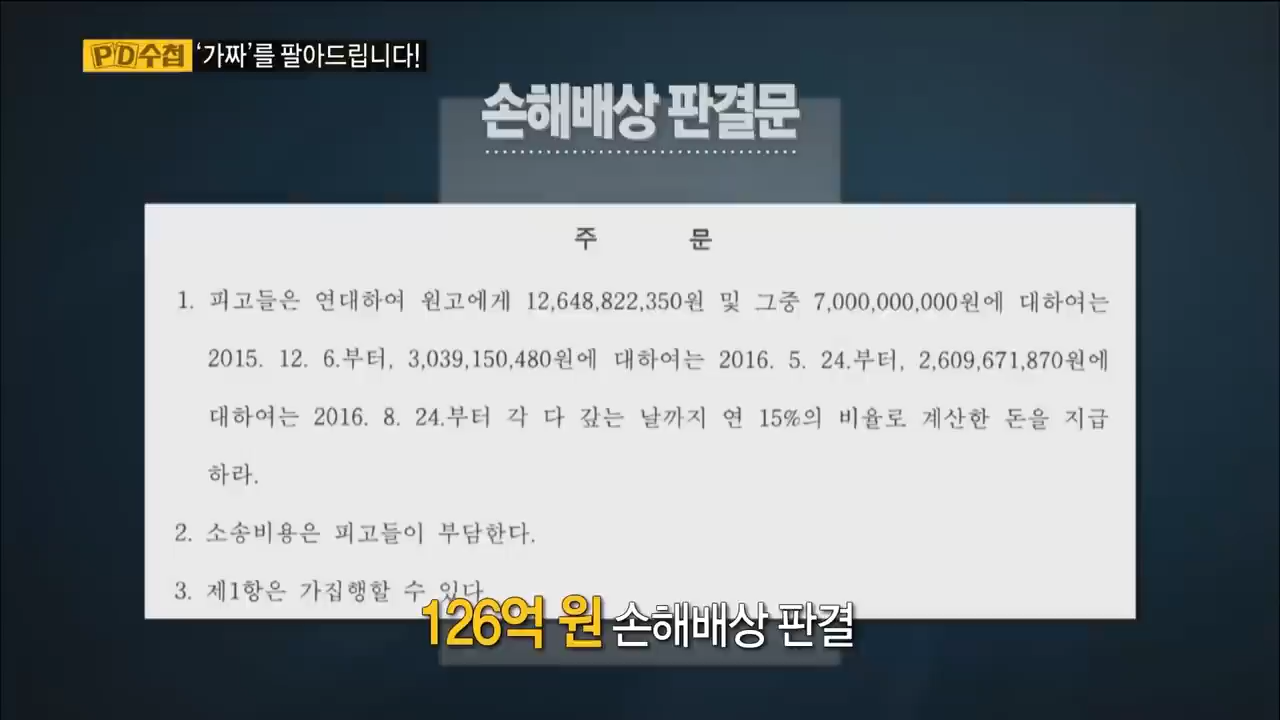 PD수첩 '가짜'를 팔아드립니다!
손해배상 판결문
주 문
1. 피고들은 연대하여 원고에게 12,648,822,350원 및 그중 7,000,000,000원에 대하여는
2015. 12. 6.부터, 3,039,150,480원에 대하여는 2016. 5. 24.부터, 2,609,671,870원에
대하여는 2016. 8. 24.부터 각 다 갚는 날까지 연 15%의 비율로 계산한 돈을 지급
하라.
2. 소송비용은 피고들이 부담한다.
3. 제1항은 가집행할 수 있다.
126억 원 손해배상 판결